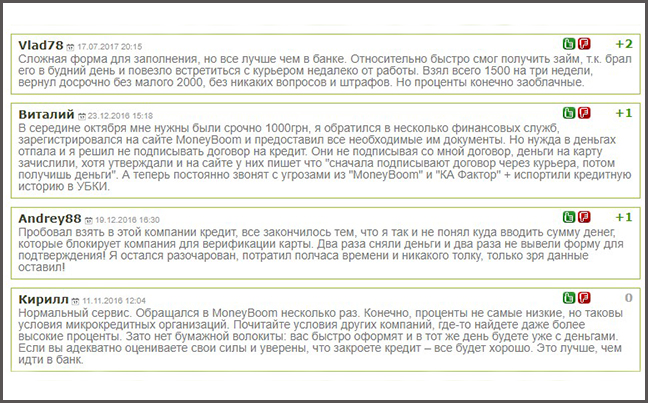 Vlad78 17.07.2017 20:15 +2
Сложная форма для заполнения, но все лучше чем в банке. Относительно быстро смог получить займ, т.к. брал
его в будний день и повезло встретиться с курьером недалеко от работы. Взял всего 1500 на три недели,
вернул досрочно без малого 2000, без никаких вопросов и штрафов. Но проценты конечно заоблачные.
Виталий 23.12.2016 15:18 +1
В середине октября мне нужны были срочно 1000грн, я обратился в несколько финансовых служб,
зарегистрировался на сайте MoneyBoom и предоставил все необходимые им документы. Но нужда в деньгах
отпала и я решил не подписывать договор на кредит. Они не подписывая со мной договор, деньги на карту
зачислили, хотя утверждали и на сайте у них пишет что "сначала подписывают договор через курьера, потом
получишь деньги". А теперь постоянно звонят с угрозами из "MoneyBoom" и "КА Фактор" + испортили кредитную
историю в УБКИ.
Andrey88 19.12.2016 16:30 +1
Пробовал взять в этой компании кредит, все закончилось тем, что я так и не понял куда вводить сумму денег,
которые блокирует компания для верификации карты. Два раза сняли деньги и два раза не вывели форму для
подтверждения! Я остался разочарован, потратил полчаса времени и никакого толку, только зря данные
оставил!
Кирилл 11.11.2016 12:04 0
Нормальный сервис. Обращался в MoneyBoom несколько раз. Конечно, проценты не самые низкие, но таковы
условия микрокредитных организаций. Почитайте условия других компаний, где-то найдете даже более
высокие проценты. Зато нет бумажной волокиты: вас быстро оформят и в тот же день будете уже с деньгами.
Если вы адекватно оцениваете свои силы и уверены, что закроете кредит – все будет хорошо. Это лучше, чем
идти в банк.